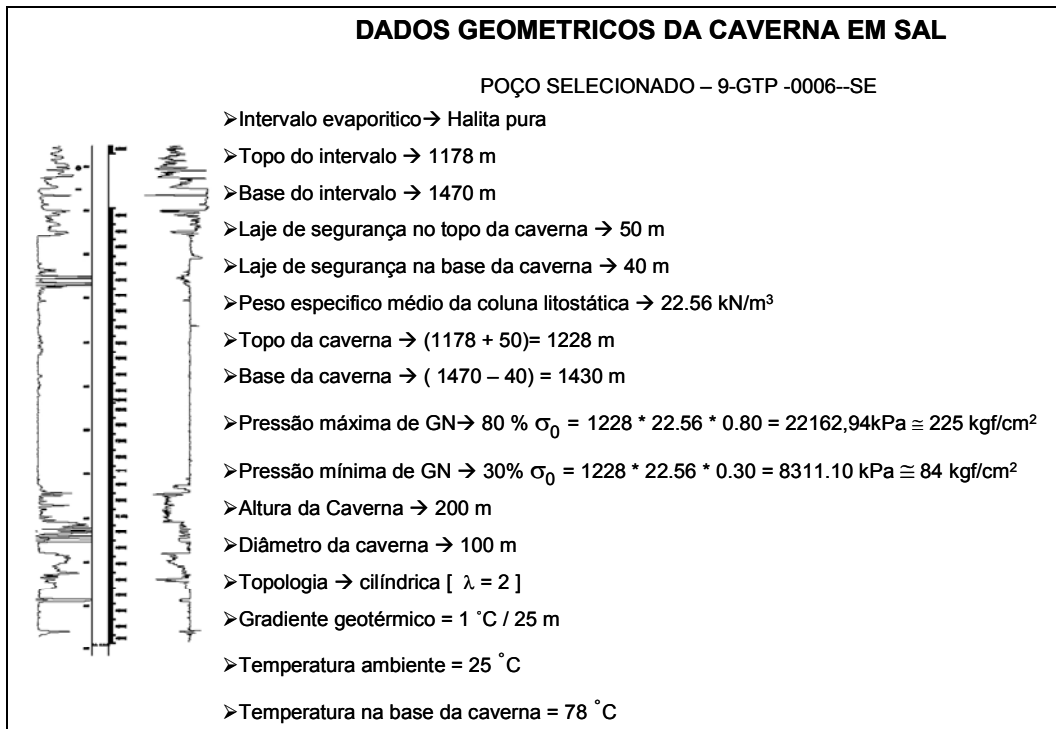 DADOS GEOMETRICOS DA CAVERNA EM SAL
POÇO SELECIONADO – 9-GTP -0006--SE
➢Intervalo evaporitico→ Halita pura
➢Topo do intervalo → 1178 m
➢Base do intervalo → 1470 m
➢Laje de segurança no topo da caverna → 50 m
➢Laje de segurança na base da caverna → 40 m
➢Peso especifico médio da coluna litostática → 22.56 kN/m³
➢Topo da caverna → (1178 + 50)= 1228 m
➢Base da caverna → ( 1470 – 40) = 1430 m
➢Pressão máxima de GN→ 80 % σ₀ = 1228 * 22.56 * 0.80 = 22162,94kPa ≅ 225 kgf/cm²
➢Pressão mínima de GN → 30% σ₀ = 1228 * 22.56 * 0.30 = 8311.10 kPa ≅ 84 kgf/cm²
➢Altura da Caverna → 200 m
➢Diâmetro da caverna → 100 m
➢Topologia → cilíndrica [ λ = 2 ]
➢Gradiente geotérmico = 1 °C / 25 m
➢Temperatura ambiente = 25 °C
➢Temperatura na base da caverna = 78 °C